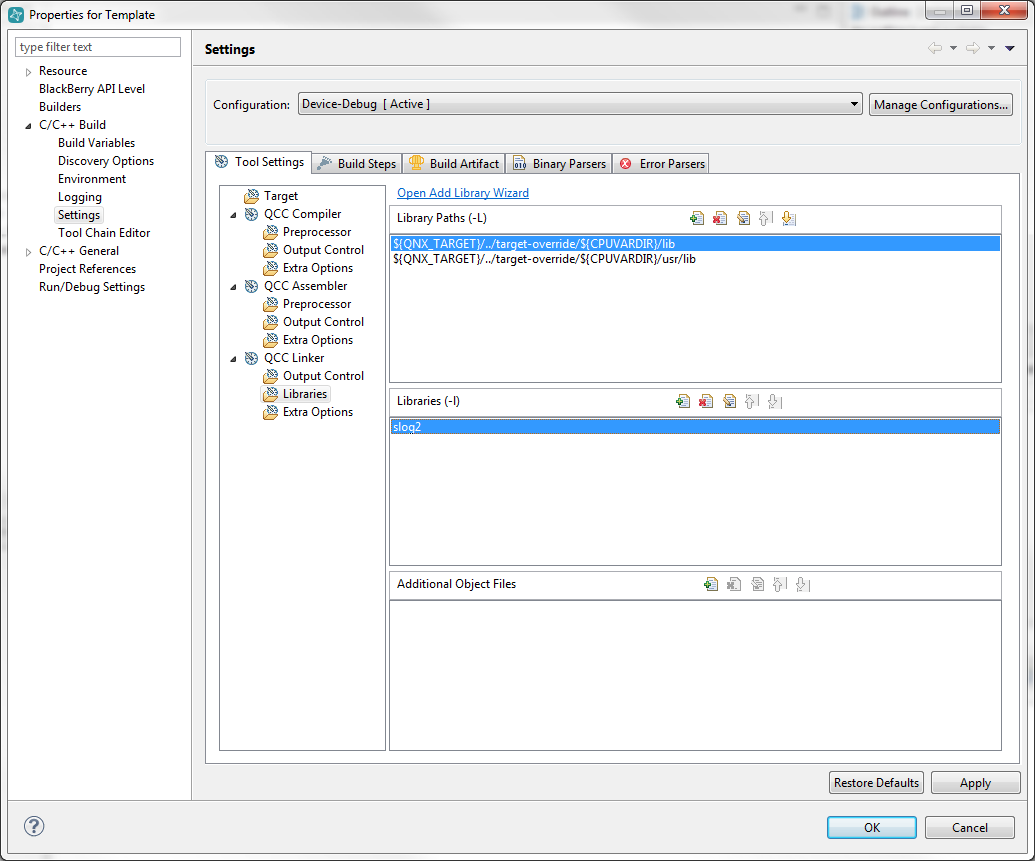 Properties for Template
type filter text
Resource
BlackBerry API Level
Builders
C/C++ Build
Build Variables
Discovery Options
Environment
Logging
Settings
Tool Chain Editor
C/C++ General
Project References
Run/Debug Settings
Settings
Configuration: Device-Debug [ Active ] Manage Configurations...
Tool Settings Build Steps Build Artifact Binary Parsers Error Parsers
Target
QCC Compiler
Preprocessor
Output Control
Extra Options
QCC Assembler
Preprocessor
Output Control
Extra Options
QCC Linker
Output Control
Libraries
Extra Options
Open Add Library Wizard
Library Paths (-L)
${QNX_TARGET}/../target-override/${CPUVARDIR}/lib
${QNX_TARGET}/../target-override/${CPUVARDIR}/usr/lib
Libraries (-l)
slog2
Additional Object Files
Restore Defaults Apply
OK Cancel